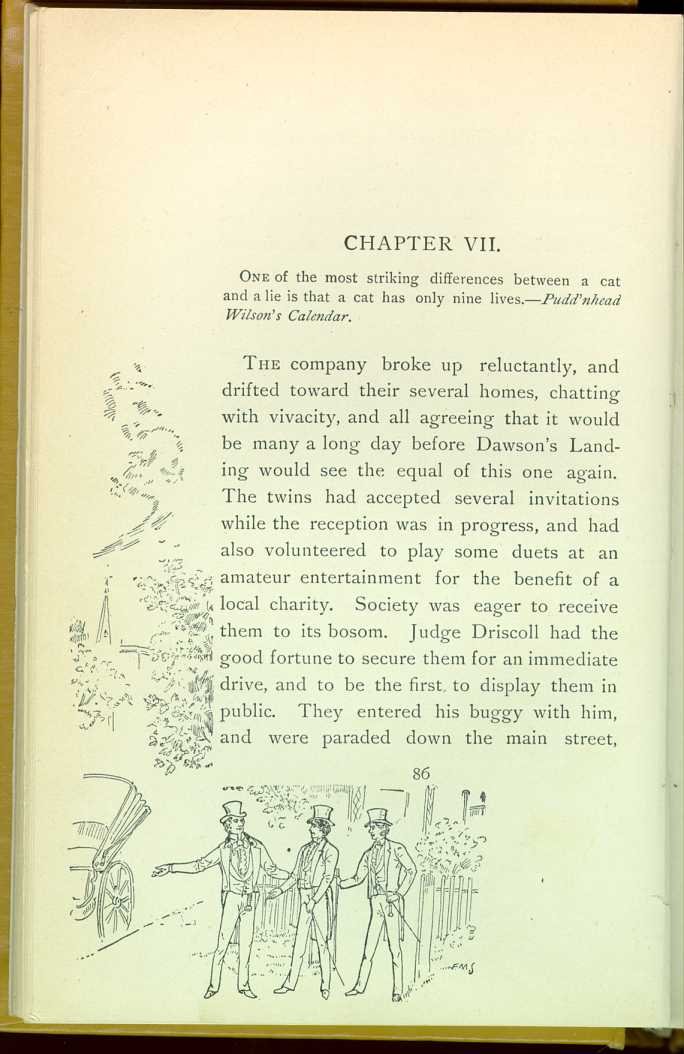 CHAPTER VII.
ONE of the most striking differences between a cat
and a lie is that a cat has only nine lives.—Pudd'nhead
Wilson's Calendar.
THE company broke up reluctantly, and
drifted toward their several homes, chatting
with vivacity, and all agreeing that it would
be many a long day before Dawson's Land-
ing would see the equal of this one again.
The twins had accepted several invitations
while the reception was in progress, and had
also volunteered to play some duets at an
amateur entertainment for the benefit of a
local charity. Society was eager to receive
them to its bosom. Judge Driscoll had the
good fortune to secure them for an immediate
drive, and to be the first to display them in
public. They entered his buggy with him,
and were paraded down the main street,
86
FMS